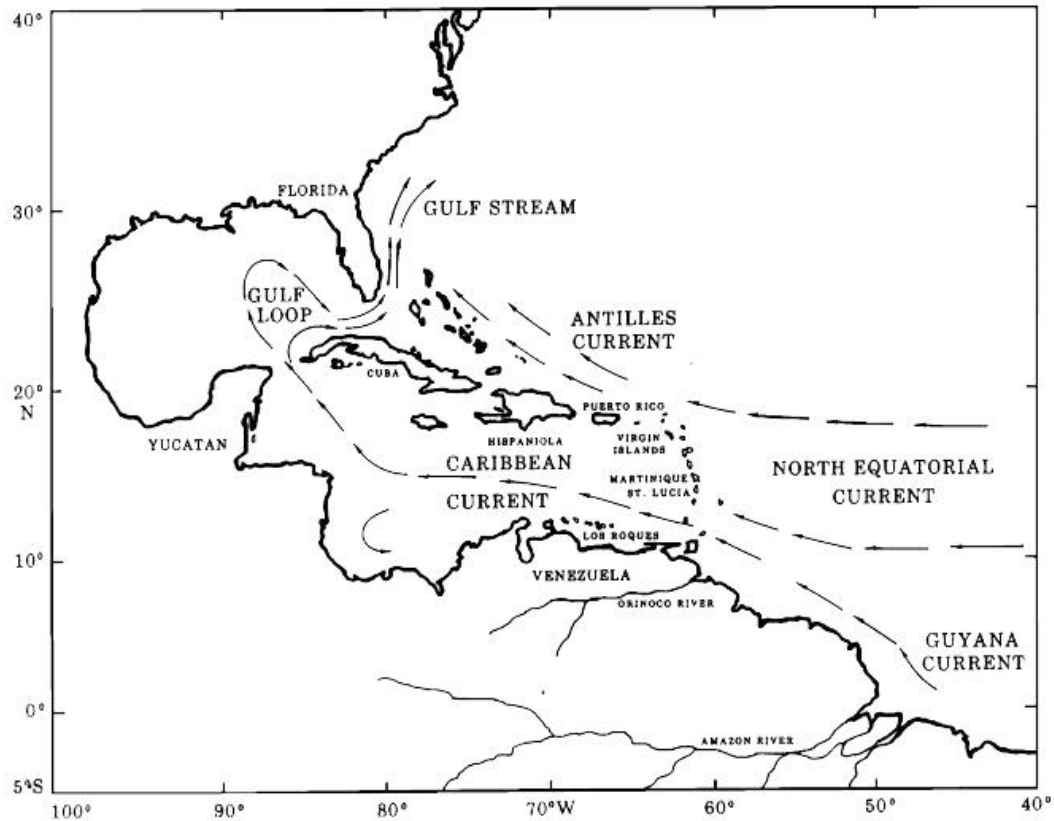 40°
FLORIDA
30°
GULF STREAM
GULF
LOOP
ANTILLES
CURRENT
CUBA
20°
N
PUERTO RICO
YUCATAN
HISPANIOLA
VIRGIN
ISLANDS
CARIBBEAN
CURRENT
MARTINIQUE
ST. LUCIA
NORTH EQUATORIAL
CURRENT
LOS ROQUES
10°
VENEZUELA
ORINOCO RIVER
GUYANA
CURRENT
0°
AMAZON RIVER
5°S
100° 90° 80° 70°W 60° 50° 40°